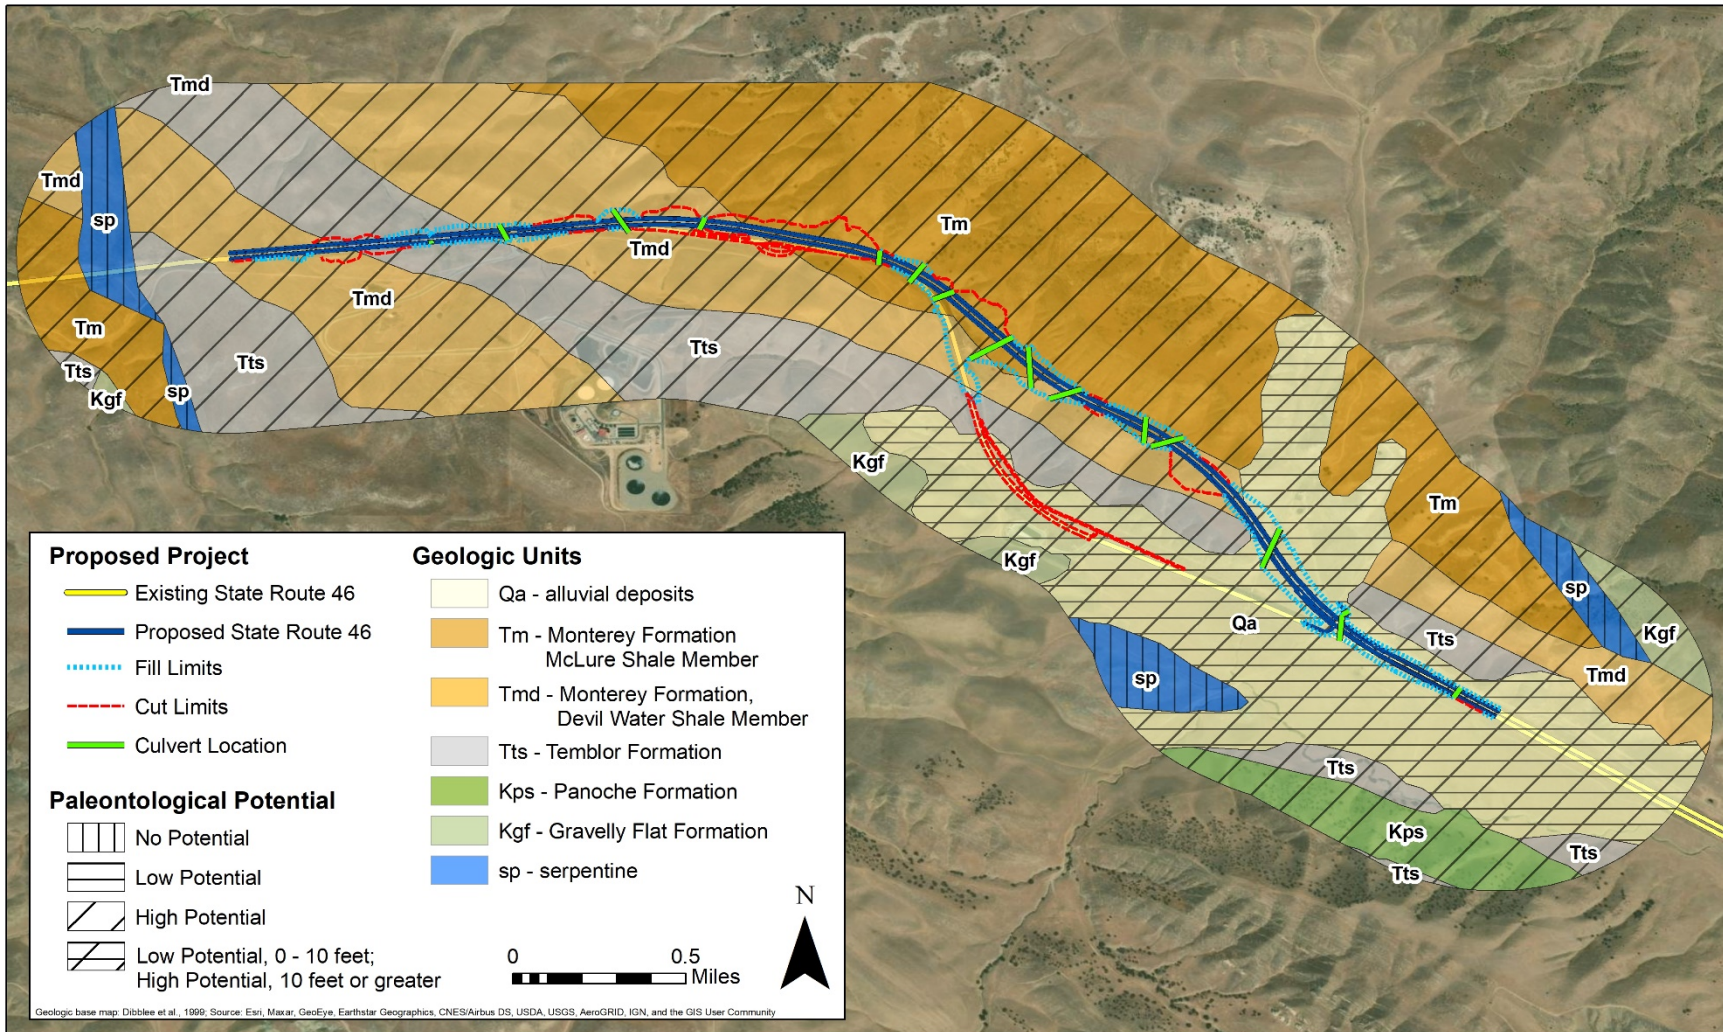 Tmd
Tmd
sp
Tm
Tmd
Tmd
Tm
Tts
Tts
Tts
sp
Kgf
Kgf
Tm
Kgf
sp
Kgf
Qa
Tts
Tmd
sp
Tts
Kps
Tts
Tts
Proposed Project
Existing State Route 46
Proposed State Route 46
Fill Limits
Cut Limits
Culvert Location
Paleontological Potential
No Potential
Low Potential
High Potential
Low Potential, 0 - 10 feet;
High Potential, 10 feet or greater
Geologic Units
Qa - alluvial deposits
Tm - Monterey Formation
McLure Shale Member
Tmd - Monterey Formation,
Devil Water Shale Member
Tts - Temblor Formation
Kps - Panoche Formation
Kgf - Gravelly Flat Formation
sp - serpentine
N
0 0.5
Miles
Geologic base map: Dibblee et al., 1999; Source: Esri, Maxar, GeoEye, Earthstar Geographics, CNES/Airbus DS, USDA, USGS, AeroGRID, IGN, and the GIS User Community